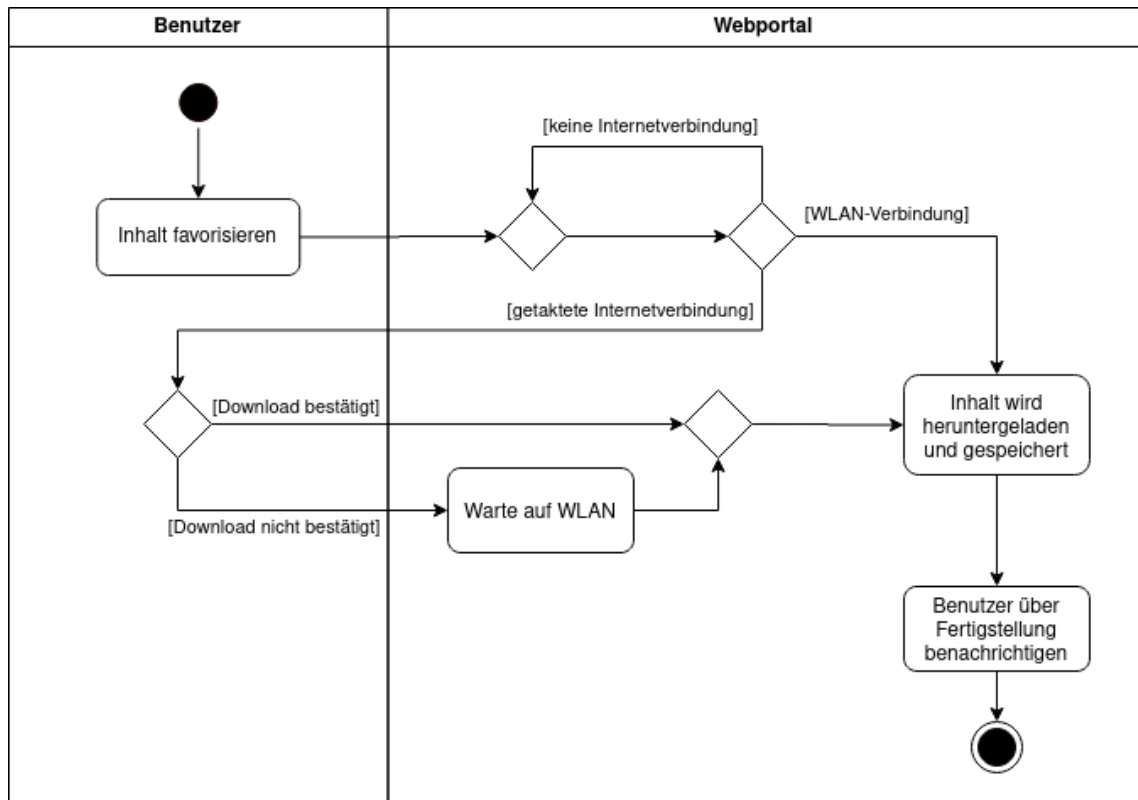 Benutzer
Webportal
[keine Internetverbindung]
[WLAN-Verbindung]
Inhalt favorisieren
[getaktete Internetverbindung]
[Download bestätigt]
Inhalt wird
heruntergeladen
und gespeichert
Warte auf WLAN
[Download nicht bestätigt]
Benutzer über
Fertigstellung
benachrichtigen